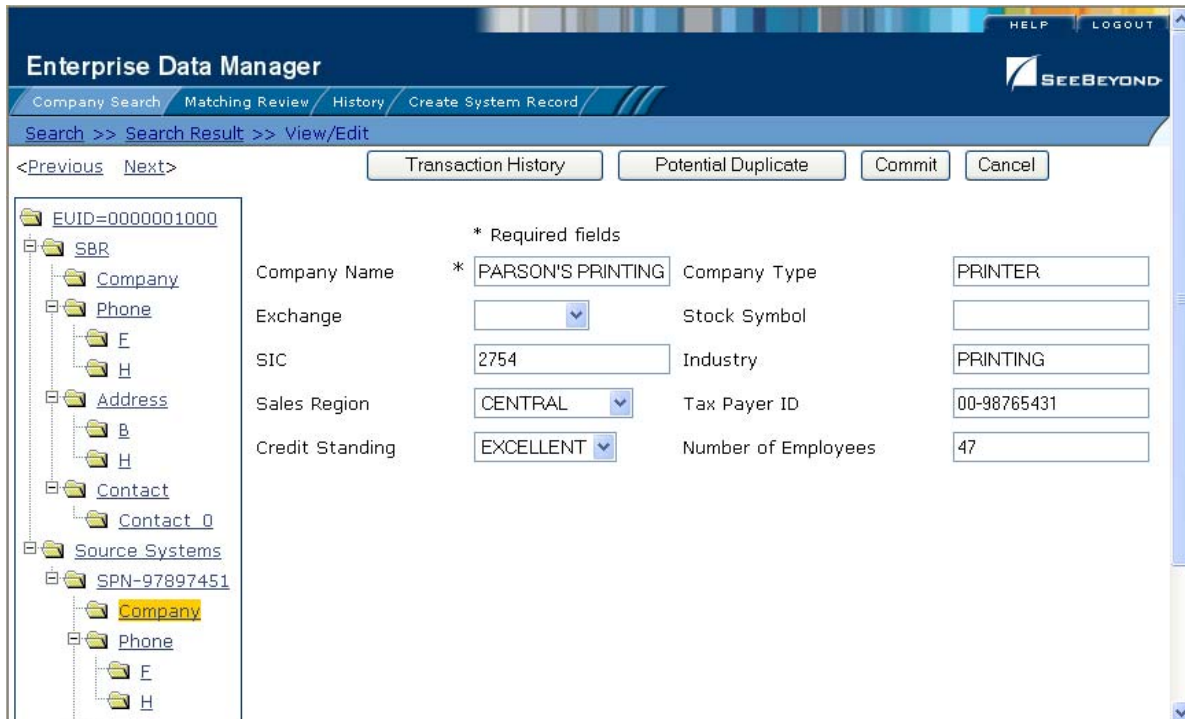 HELP LOGOUT
Enterprise Data Manager
SEEBEYOND
Company Search Matching Review History Create System Record
Search >> Search Result >> View/Edit
<Previous Next>
Transaction History Potential Duplicate Commit Cancel
EUID=0000001000
SBR
Company
Phone
F
H
Address
B
H
Contact
Contact_0
Source Systems
SPN-97897451
Company
Phone
F
H
* Required fields
Company Name * PARSON'S PRINTING Company Type PRINTER
Exchange Stock Symbol
SIC 2754 Industry PRINTING
Sales Region CENTRAL Tax Payer ID 00-98765431
Credit Standing EXCELLENT Number of Employees 47